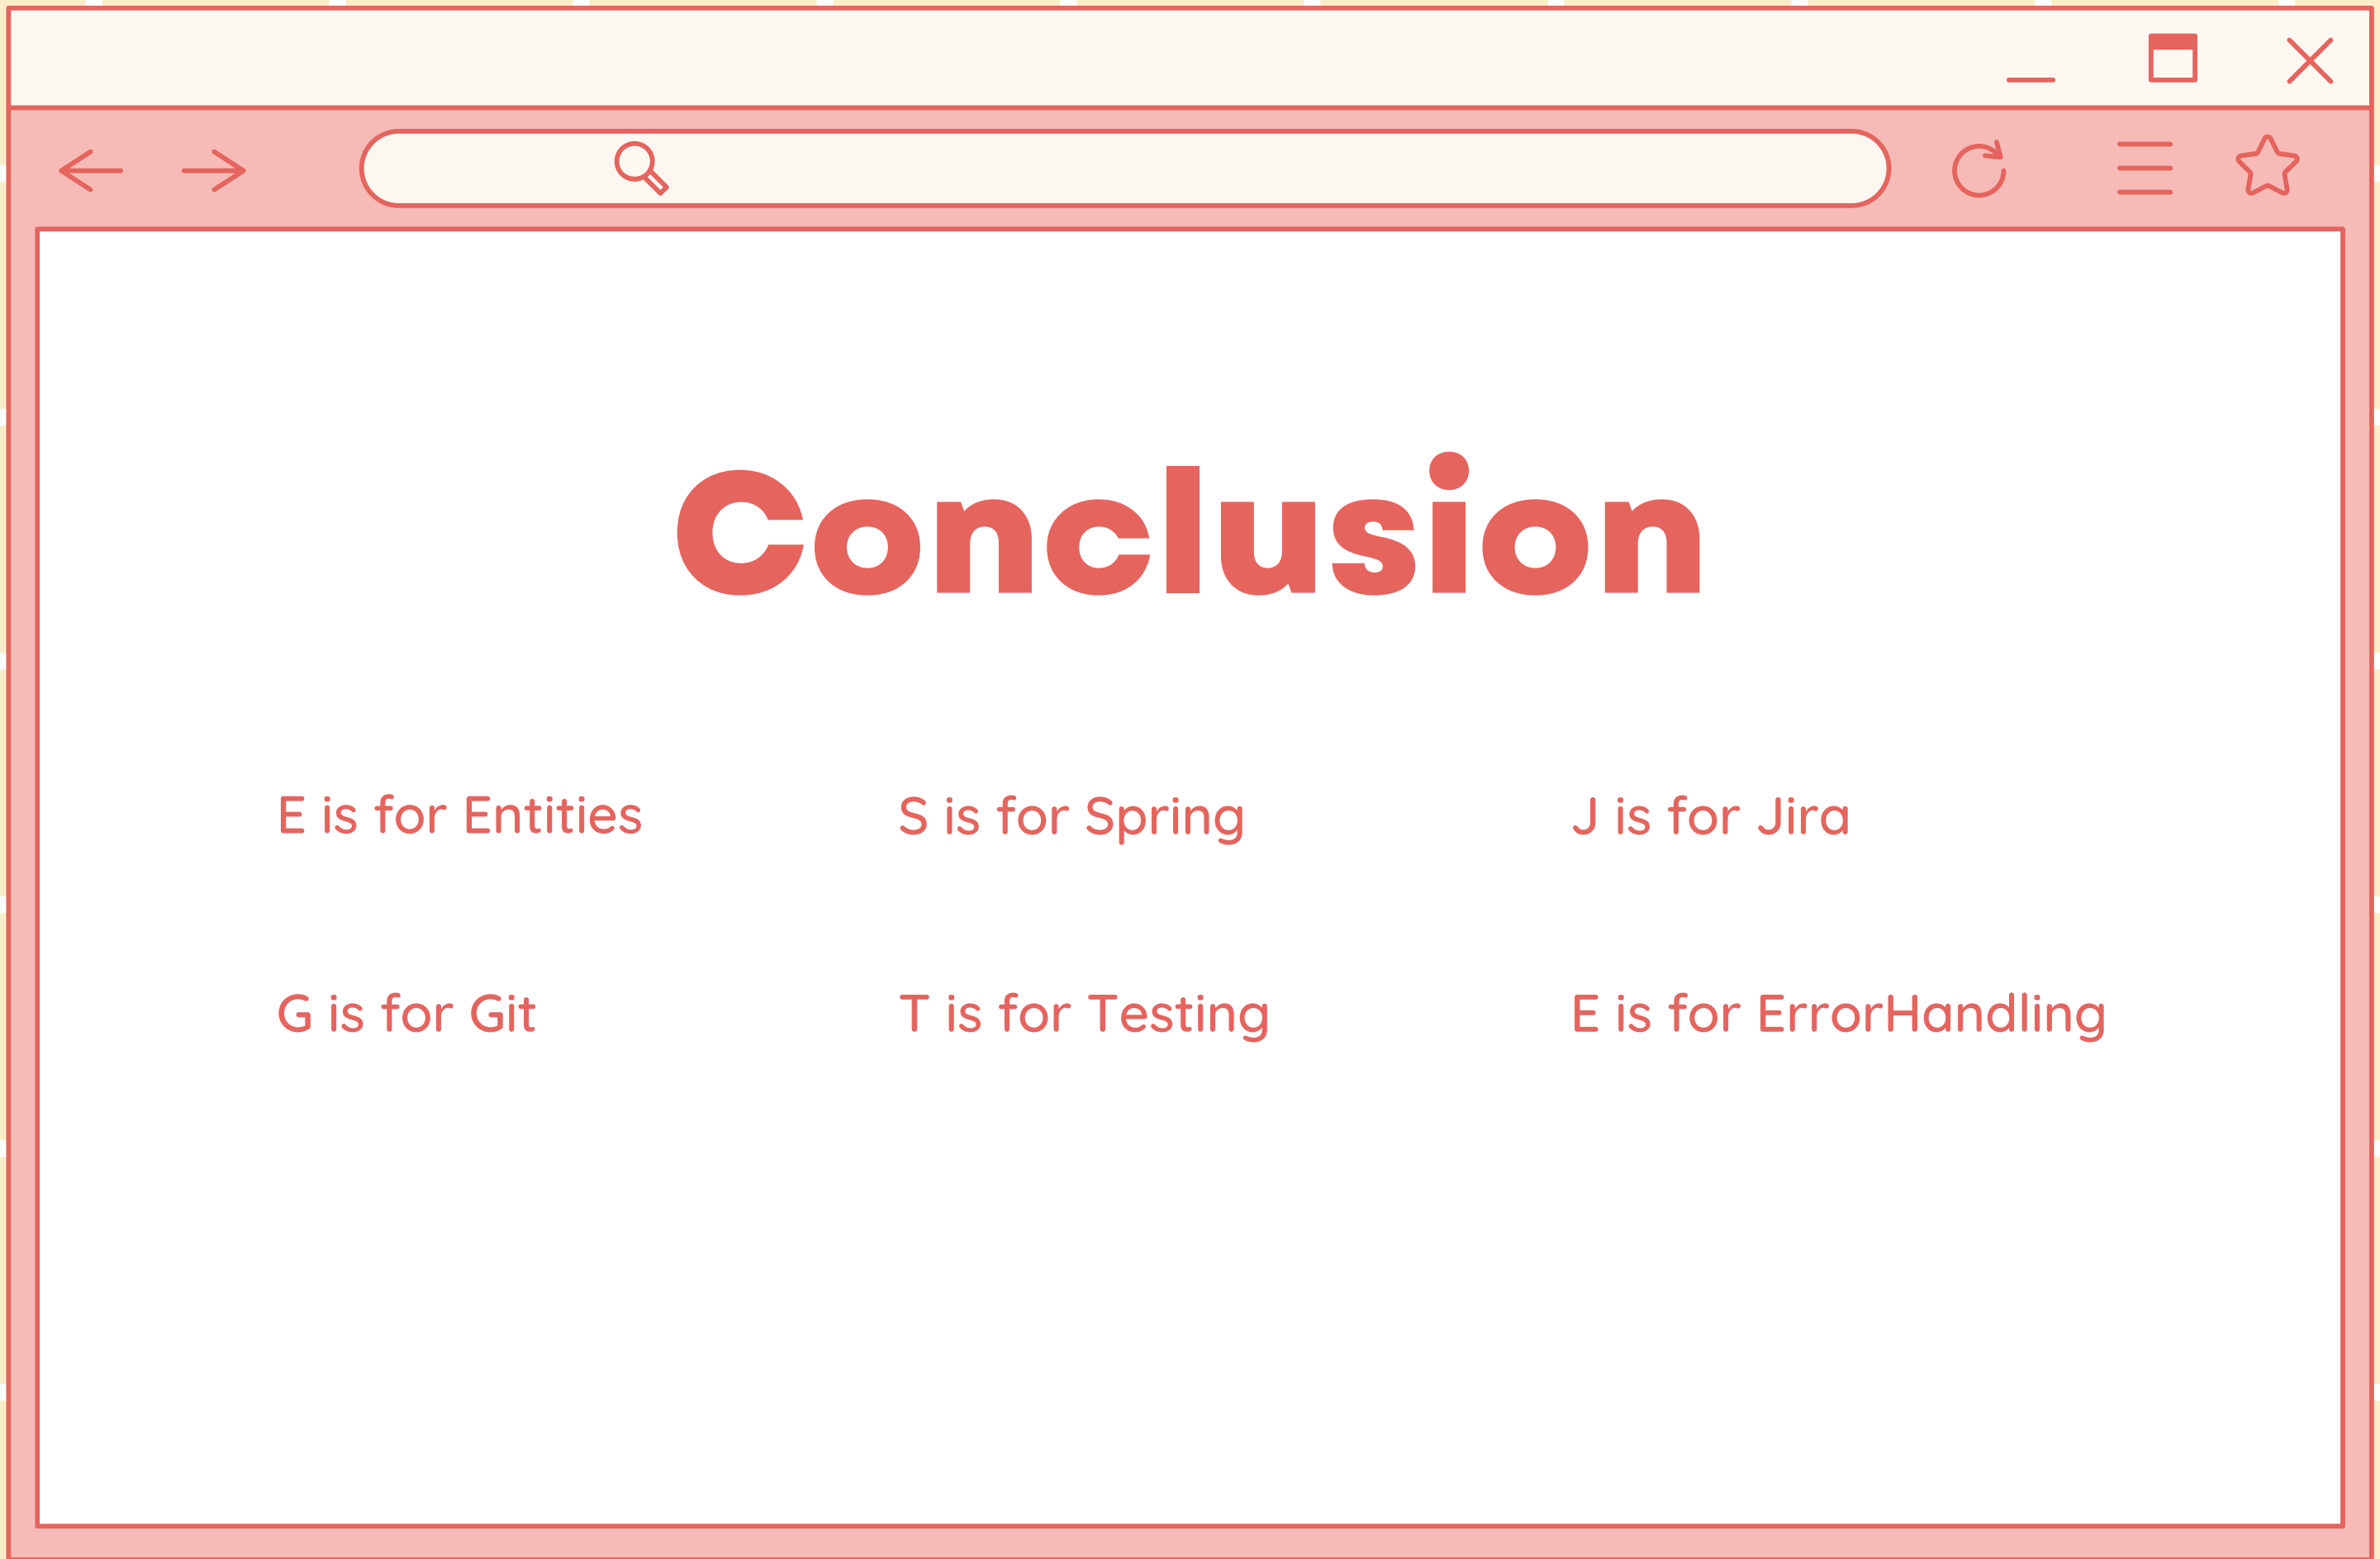 Conclusion
E is for Entities
S is for Spring
J is for Jira
G is for Git
T is for Testing
E is for ErrorHandling